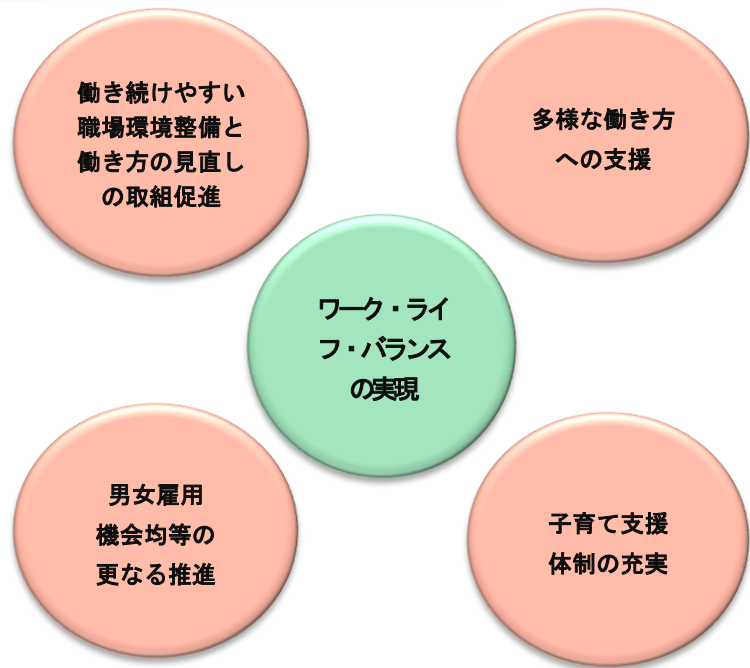 働き続けやすい
職場環境整備と
働き方の見直し
の取組促進
多様な働き方
への支援
ワーク・ライ
フ・バランス
の実現
男女雇用
機会均等の
更なる推進
子育て支援
体制の充実